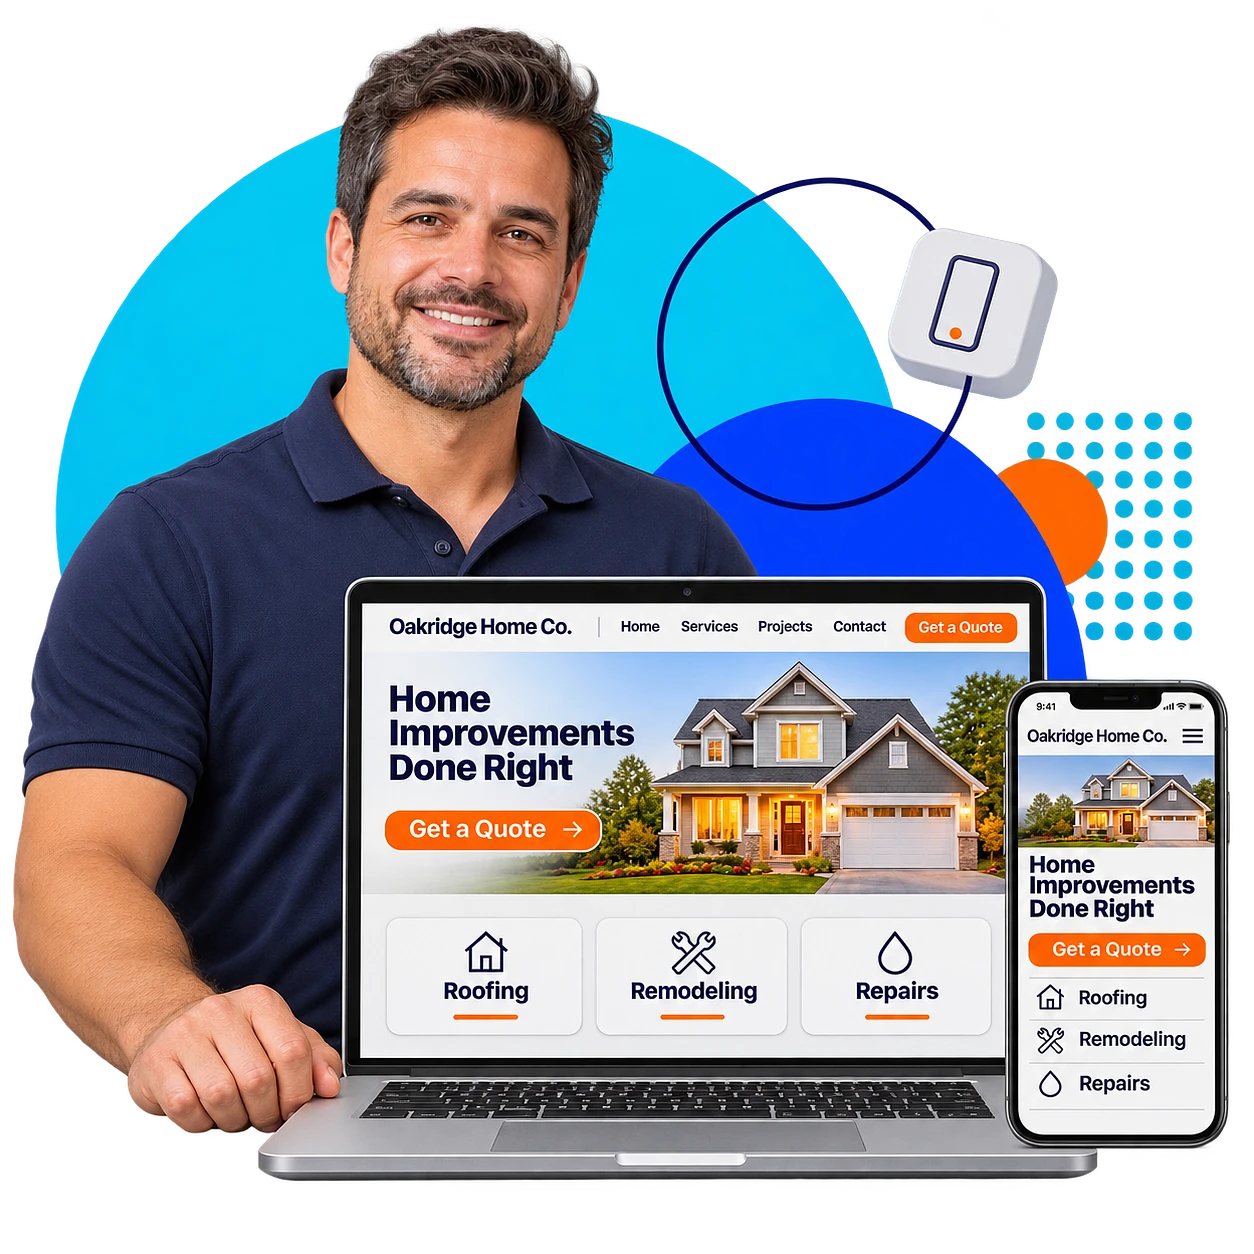 Oakridge Home Co.
Home Services Projects Contact Get a Quote
Home
Improvements
Done Right
Get a Quote →
Roofing
Remodeling
Repairs
9:41
Oakridge Home Co.
Home
Improvements
Done Right
Get a Quote →
Roofing
Remodeling
Repairs